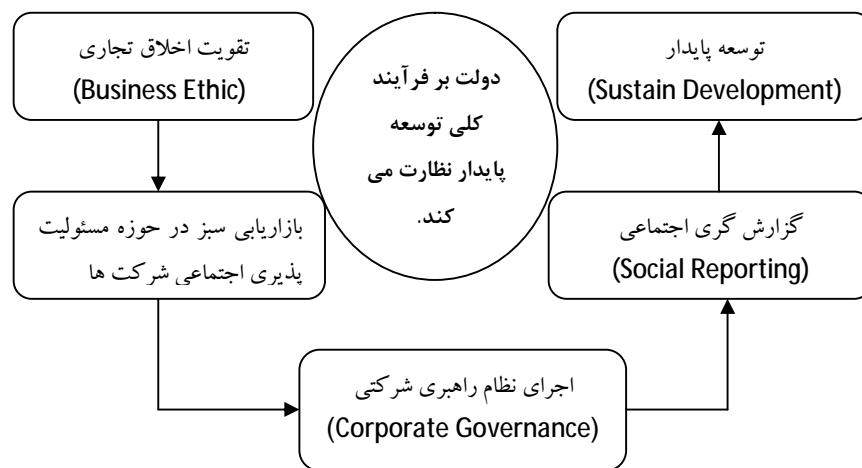 تقویت اخلاق تجاری
(Business Ethic)
بازاریابی سبز در حوزه مسئولیت
پذیری اجتماعی شرکت ها
اجرای نظام راهبری شرکتی
(Corporate Governance)
گزارش گری اجتماعی
(Social Reporting)
توسعه پایدار
(Sustain Development)
دولت بر فرآیند
کلی توسعه
پایدار نظارت می
کند.